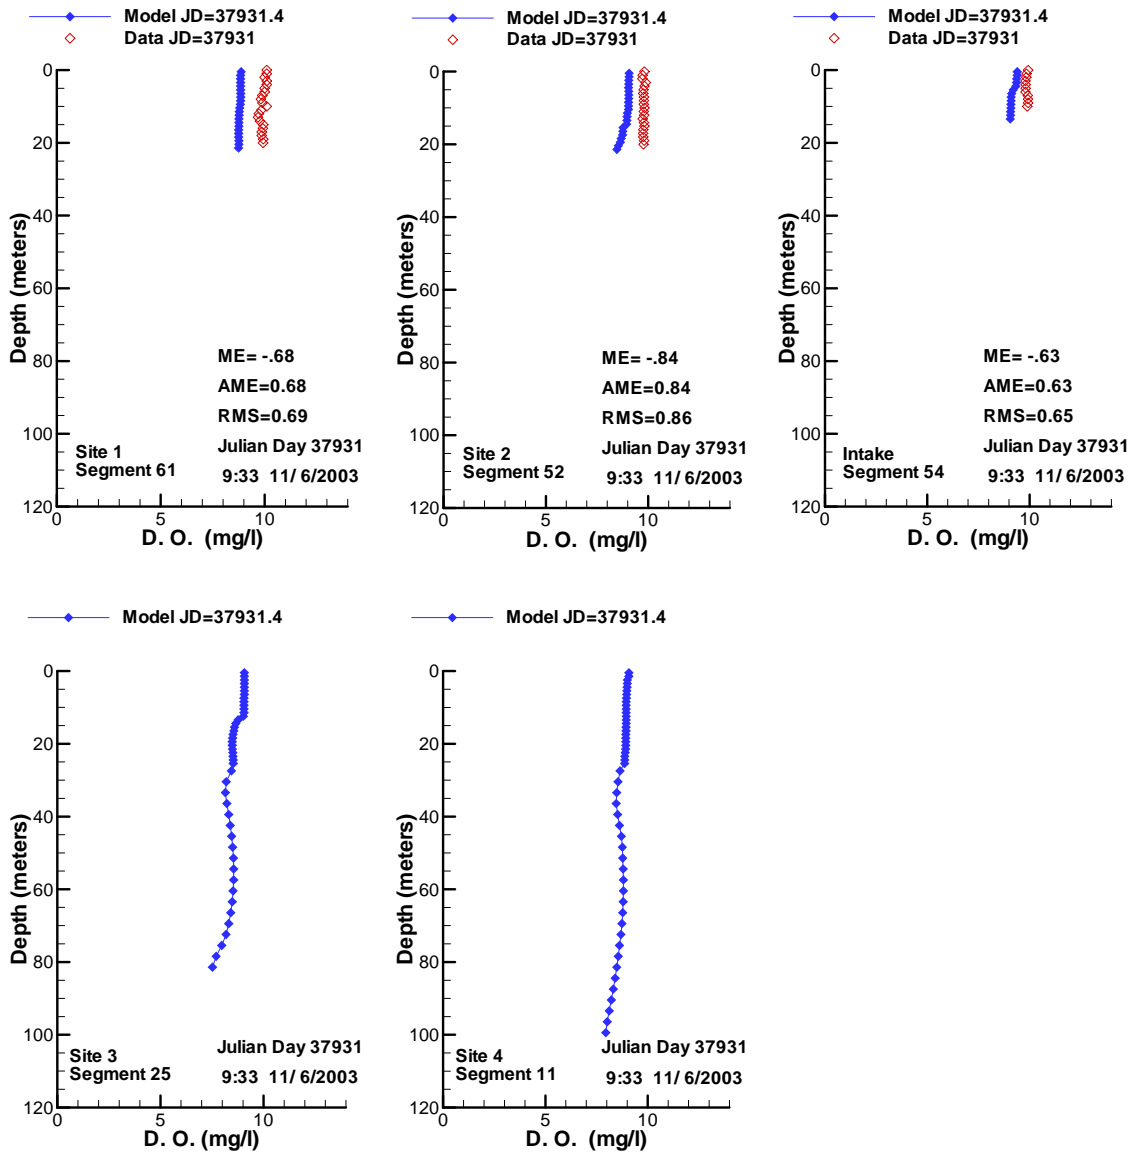 Model JD=37931.4
Data JD=37931
0
20
40
60
80
100
120
Depth (meters)
ME= -.68
AME=0.68
RMS=0.69
Site 1
Segment 61
Julian Day 37931
9:33 11/ 6/2003
0 5 10
D. O. (mg/l)
Model JD=37931.4
Data JD=37931
0
20
40
60
80
100
120
Depth (meters)
ME= -.84
AME=0.84
RMS=0.86
Site 2
Segment 52
Julian Day 37931
9:33 11/ 6/2003
0 5 10
D. O. (mg/l)
Model JD=37931.4
Data JD=37931
0
20
40
60
80
100
120
Depth (meters)
ME= -.63
AME=0.63
RMS=0.65
Intake
Segment 54
Julian Day 37931
9:33 11/ 6/2003
0 5 10
D. O. (mg/l)
Model JD=37931.4
0
20
40
60
80
100
120
Depth (meters)
Site 3
Segment 25
Julian Day 37931
9:33 11/ 6/2003
0 5 10
D. O. (mg/l)
Model JD=37931.4
0
20
40
60
80
100
120
Depth (meters)
Site 4
Segment 11
Julian Day 37931
9:33 11/ 6/2003
0 5 10
D. O. (mg/l)